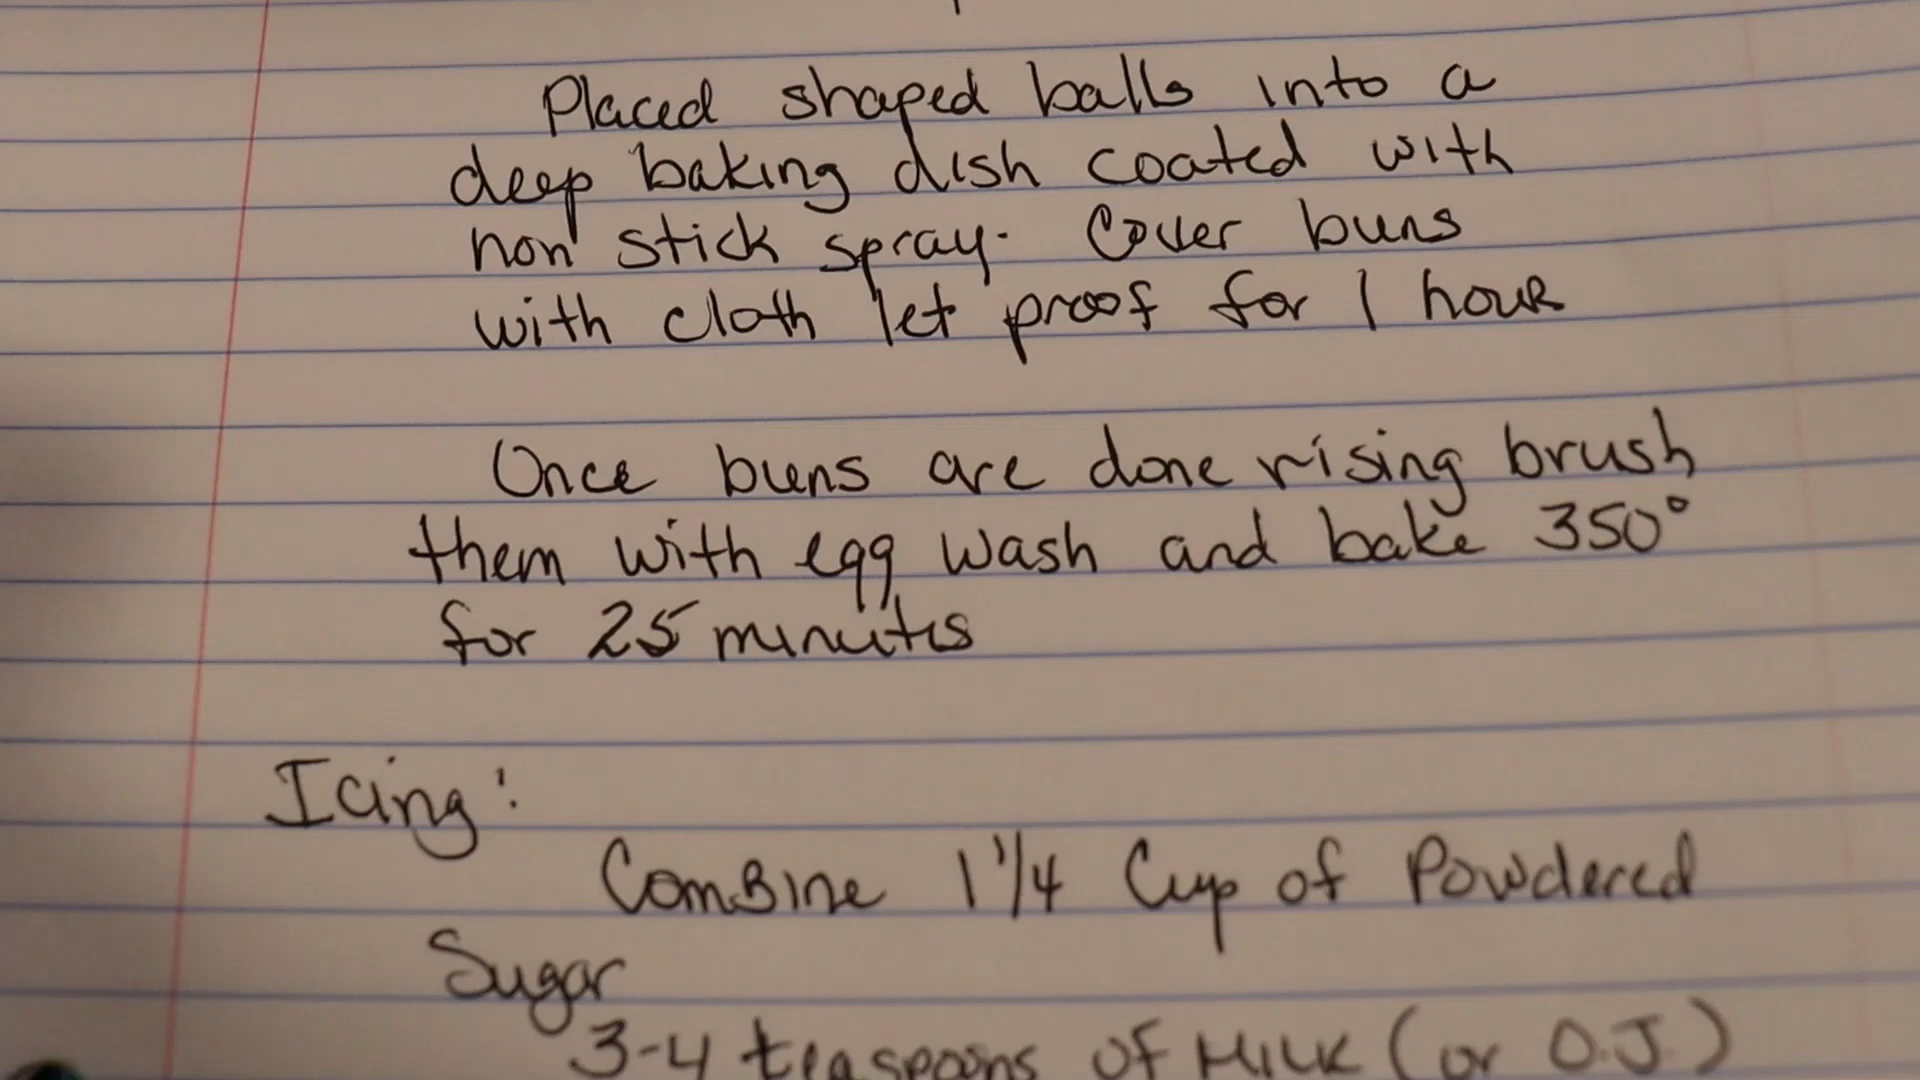 Placed shaped balls into a
deep baking dish coated with
non stick spray. Cover buns
with cloth let proof for 1 hour
Once buns are done rising brush
them with egg wash and bake 350°
for 25 minutes
Icing:
ComBine 1 1/4 Cup of Powdered
Sugar
3-4 teaspoons of MILK (or O.J.)